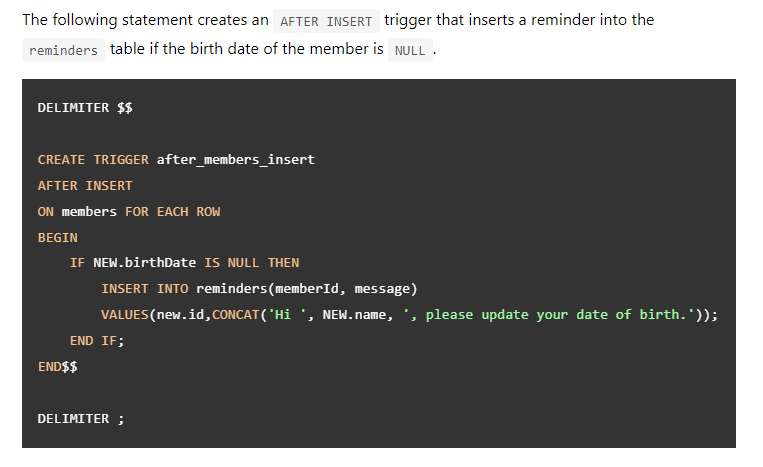 The following statement creates an AFTER INSERT trigger that inserts a reminder into the
reminders table if the birth date of the member is NULL .
DELIMITER $$
CREATE TRIGGER after_members_insert
AFTER INSERT
ON members FOR EACH ROW
BEGIN
    IF NEW.birthDate IS NULL THEN
        INSERT INTO reminders(memberId, message)
        VALUES(new.id,CONCAT('Hi ', NEW.name, ', please update your date of birth.'));
    END IF;
END$$
DELIMITER ;